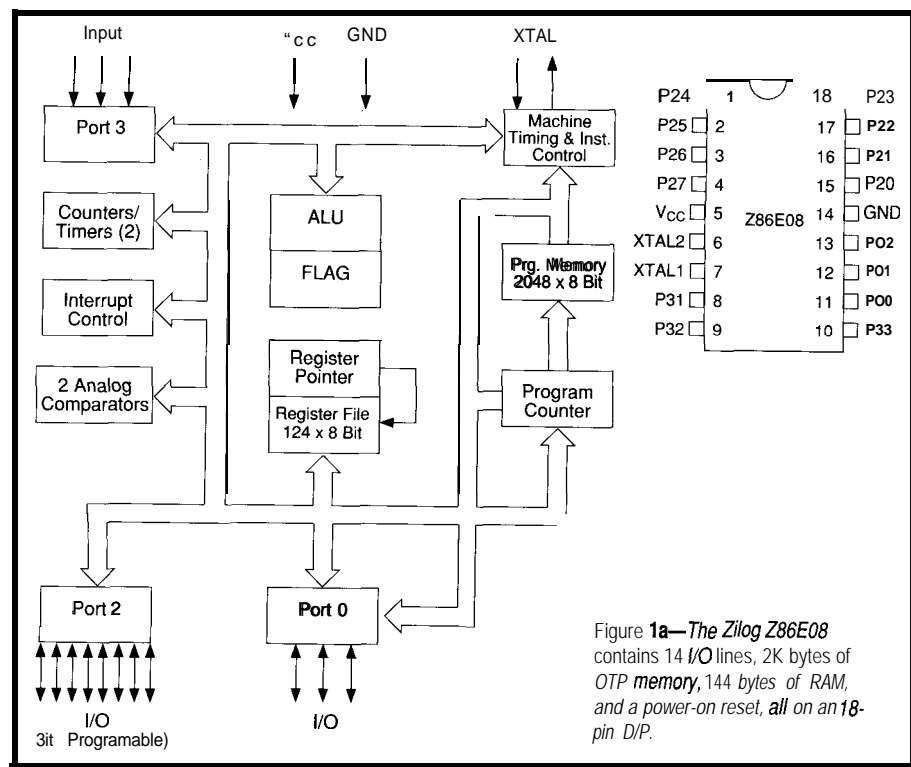 Input
"cc
GND
XTAL
Port 3
Machine
Timing & Inst.
Control
Counters/
Timers (2)
ALU
FLAG
Prg. Memory
2048 x 8 Bit
Interrupt
Control
Register
Pointer
2 Analog
Comparators
Register File
124 x 8 Bit
Program
Counter
Port 2
Port 0
I/O
3it Programable)
I/O
P24 1 18 P23
P25 2 17 P22
P26 3 16 P21
P27 4 15 P20
VCC 5 Z86E08 14 GND
XTAL2 6 13 PO2
XTAL1 7 12 PO1
P31 8 11 PO0
P32 9 10 P33
Figure 1a—The Zilog Z86E08
contains 14 I/O lines, 2K bytes of
OTP memory, 144 bytes of RAM,
and a power-on reset, all on an 18-
pin D/P.